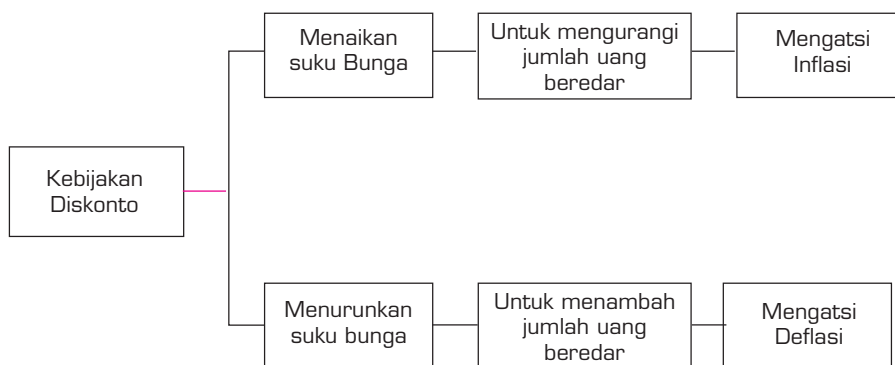 Menaikan
suku Bunga
Untuk mengurangi
jumlah uang
beredar
Mengatsi
Inflasi
Kebijakan
Diskonto
Menurunkan
suku bunga
Untuk menambah
jumlah uang
beredar
Mengatsi
Deflasi